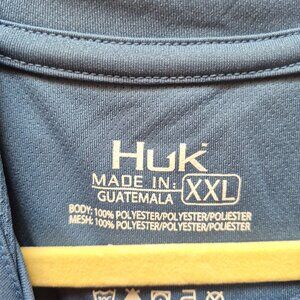 Huk
MADE IN:
GUATEMALA
XXL
BODY: 100% POLYESTER/POLYESTER/POLIESTER
MESH: 100% POLYESTER/POLYESTER/POLIESTER